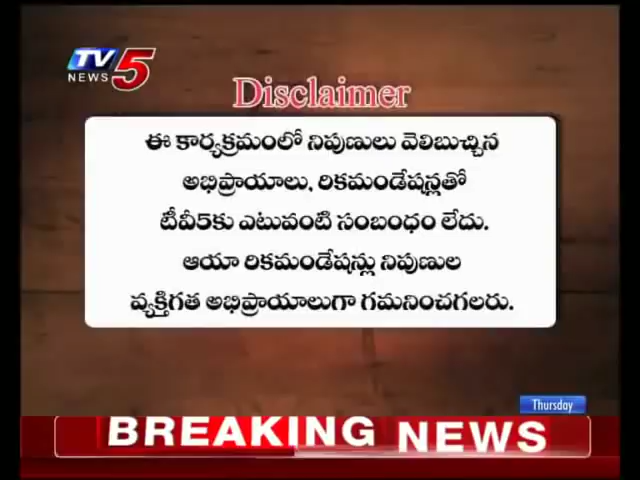 TV5
NEWS
Disclaimer
ఈ కార్యక్రమంలో నిపుణులు వెలిబుచ్చిన
అభిప్రాయాలు, రికమండేషన్లతో
టీవీ5కు ఎటువంటి సంబంధం లేదు.
ఆయా రికమండేషన్లు నిపుణుల
వ్యక్తిగత అభిప్రాయాలుగా గమనించగలరు.
Thursday
BREAKING NEWS